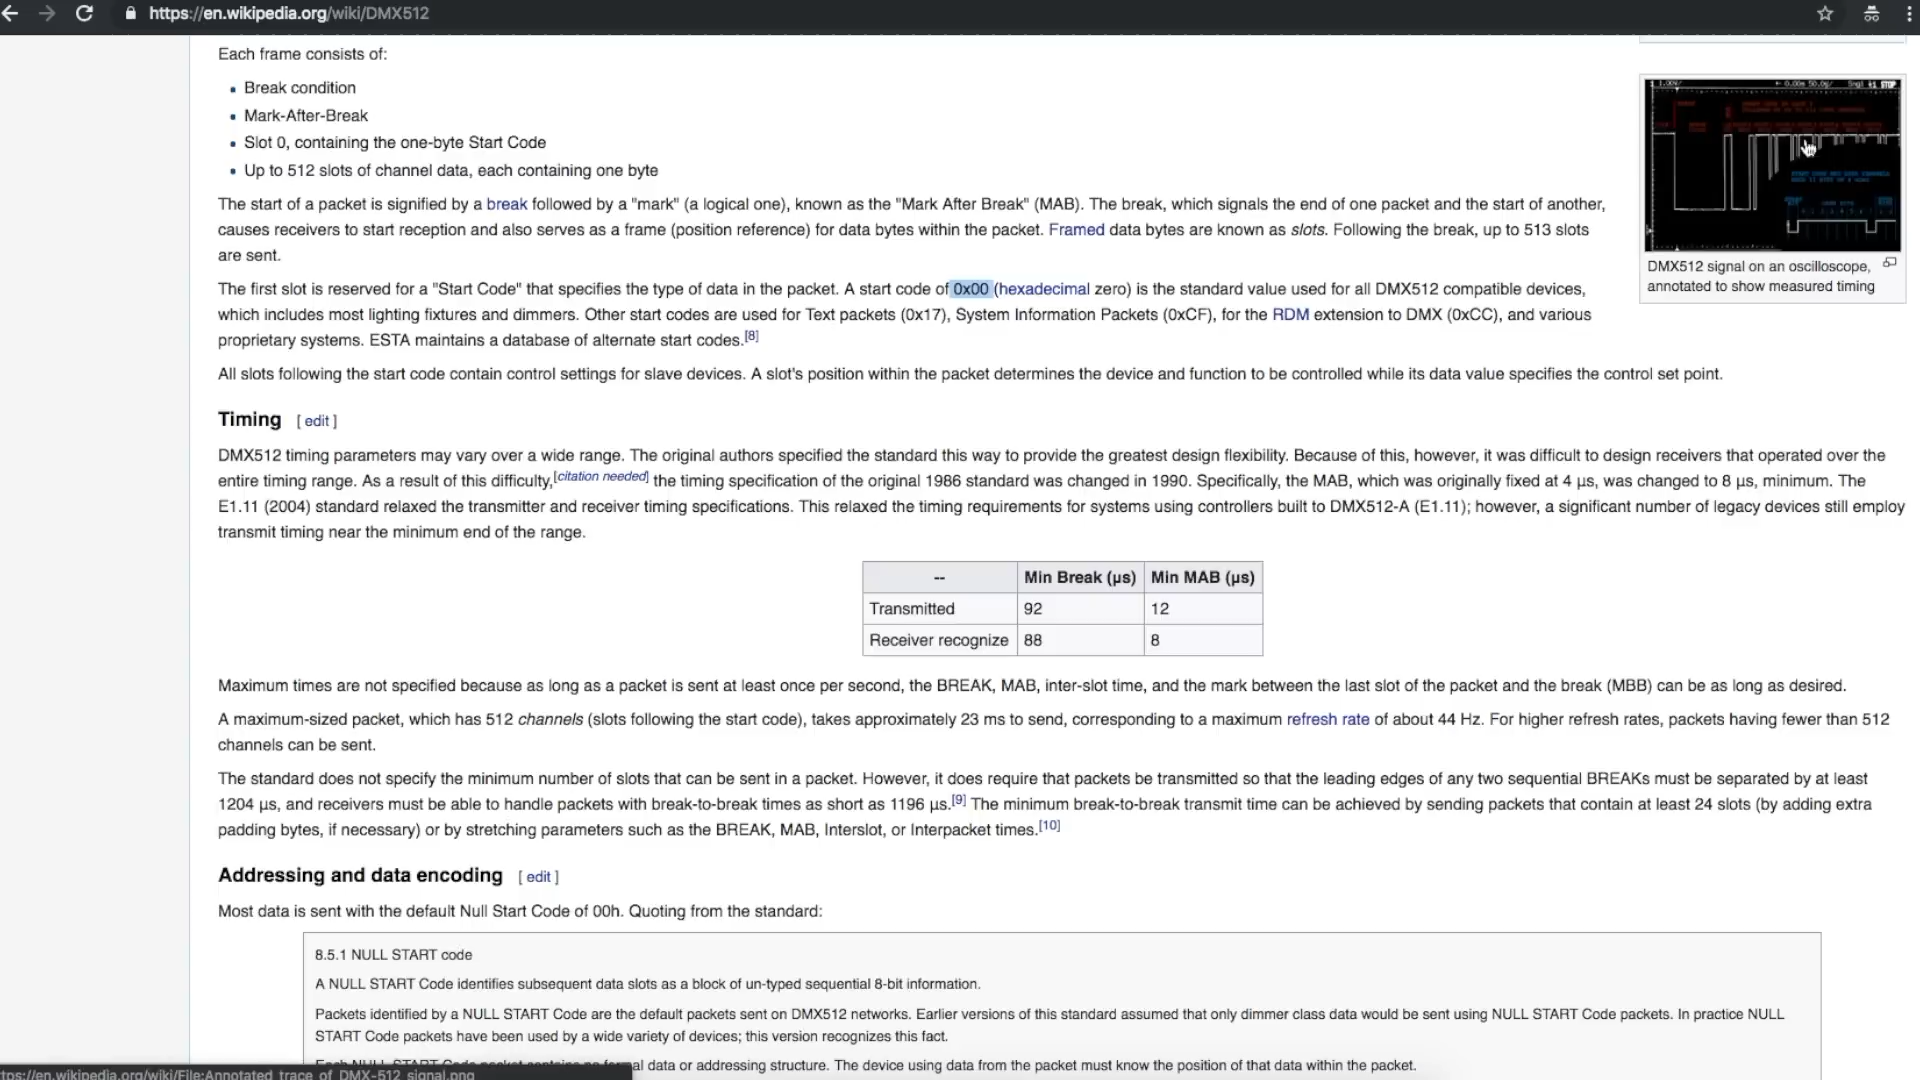 https://en.wikipedia.org/wiki/DMX512
Each frame consists of:
Break condition
Mark-After-Break
Slot 0, containing the one-byte Start Code
Up to 512 slots of channel data, each containing one byte
The start of a packet is signified by a break followed by a "mark" (a logical one), known as the "Mark After Break" (MAB). The break, which signals the end of one packet and the start of another,
causes receivers to start reception and also serves as a frame (position reference) for data bytes within the packet. Framed data bytes are known as slots. Following the break, up to 513 slots
are sent.
The first slot is reserved for a "Start Code" that specifies the type of data in the packet. A start code of 0x00 (hexadecimal zero) is the standard value used for all DMX512 compatible devices,
which includes most lighting fixtures and dimmers. Other start codes are used for Text packets (0x17), System Information Packets (0xCF), for the RDM extension to DMX (0xCC), and various
proprietary systems. ESTA maintains a database of alternate start codes.[8]
DMX512 signal on an oscilloscope,
annotated to show measured timing
All slots following the start code contain control settings for slave devices. A slot's position within the packet determines the device and function to be controlled while its data value specifies the control set point.
Timing [ edit ]
DMX512 timing parameters may vary over a wide range. The original authors specified the standard this way to provide the greatest design flexibility. Because of this, however, it was difficult to design receivers that operated over the
entire timing range. As a result of this difficulty,[citation needed] the timing specification of the original 1986 standard was changed in 1990. Specifically, the MAB, which was originally fixed at 4 μs, was changed to 8 μs, minimum. The
E1.11 (2004) standard relaxed the transmitter and receiver timing specifications. This relaxed the timing requirements for systems using controllers built to DMX512-A (E1.11); however, a significant number of legacy devices still employ
transmit timing near the minimum end of the range.
-- Min Break (μs) Min MAB (μs)
Transmitted 92 12
Receiver recognize 88 8
Maximum times are not specified because as long as a packet is sent at least once per second, the BREAK, MAB, inter-slot time, and the mark between the last slot of the packet and the break (MBB) can be as long as desired.
A maximum-sized packet, which has 512 channels (slots following the start code), takes approximately 23 ms to send, corresponding to a maximum refresh rate of about 44 Hz. For higher refresh rates, packets having fewer than 512
channels can be sent.
The standard does not specify the minimum number of slots that can be sent in a packet. However, it does require that packets be transmitted so that the leading edges of any two sequential BREAKs must be separated by at least
1204 μs, and receivers must be able to handle packets with break-to-break times as short as 1196 μs.[9] The minimum break-to-break transmit time can be achieved by sending packets that contain at least 24 slots (by adding extra
padding bytes, if necessary) or by stretching parameters such as the BREAK, MAB, Interslot, or Interpacket times.[10]
Addressing and data encoding [ edit ]
Most data is sent with the default Null Start Code of 00h. Quoting from the standard:
8.5.1 NULL START code
A NULL START Code identifies subsequent data slots as a block of un-typed sequential 8-bit information.
Packets identified by a NULL START Code are the default packets sent on DMX512 networks. Earlier versions of this standard assumed that only dimmer class data would be sent using NULL START Code packets. In practice NULL
START Code packets have been used by a wide variety of devices; this version recognizes this fact.
Each NULL START Code packet contains no formal data or addressing structure. The device using data from the packet must know the position of that data within the packet.
tps://en.wikipedia.org/wiki/File:Annotated_trace_of_DMX-512_signal.png